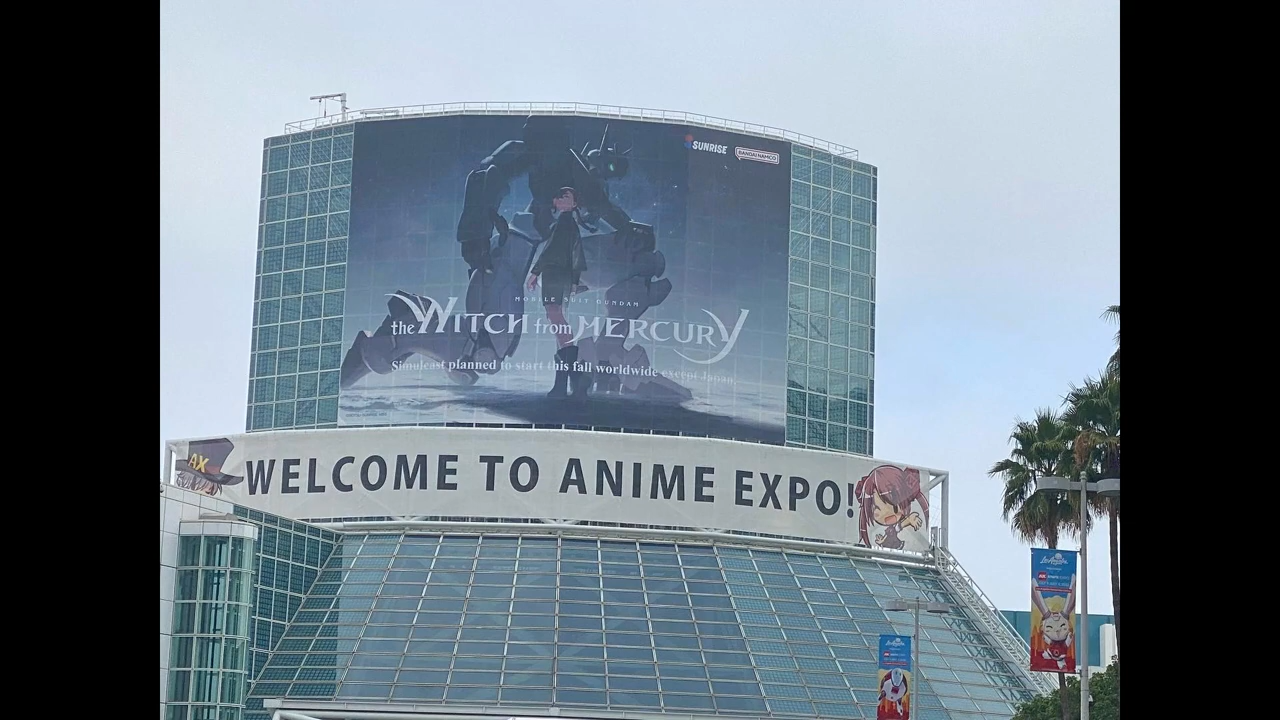 SUNRISE
BANDAI NAMCO
MOBILE SUIT GUNDAM
the WITCH from MERCURY
Simulcast planned to start this fall worldwide except Japan.
AX
WELCOME TO ANIME EXPO!